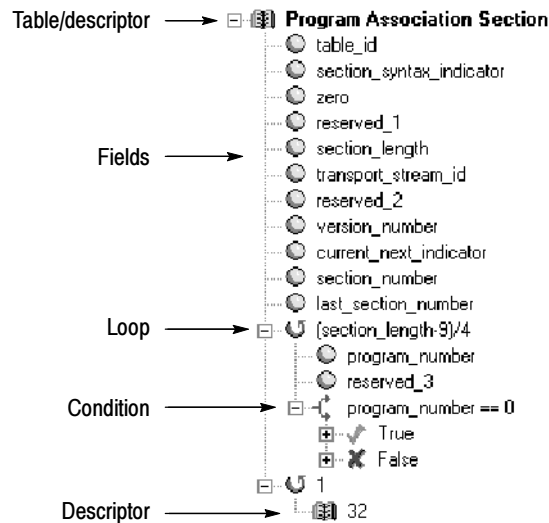 Table/descriptor Program Association Section
table_id
section_syntax_indicator
zero
reserved_1
Fields section_length
transport_stream_id
reserved_2
version_number
current_next_indicator
section_number
last_section_number
Loop (section_length-9)/4
program_number
reserved_3
Condition program_number == 0
True
False
1
Descriptor 32